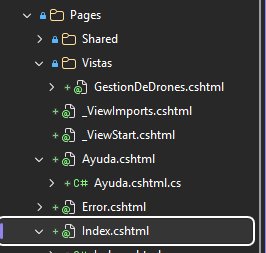 Pages
Shared
Vistas
GestionDeDrones.cshtml
_ViewImports.cshtml
_ViewStart.cshtml
Ayuda.cshtml
C# Ayuda.cshtml.cs
Error.cshtml
Index.cshtml